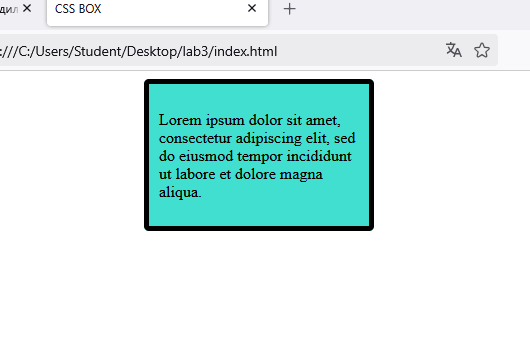 CSS BOX
:///C:/Users/Student/Desktop/lab3/index.html
Lorem ipsum dolor sit amet,
consectetur adipiscing elit, sed
do eiusmod tempor incididunt
ut labore et dolore magna
aliqua.